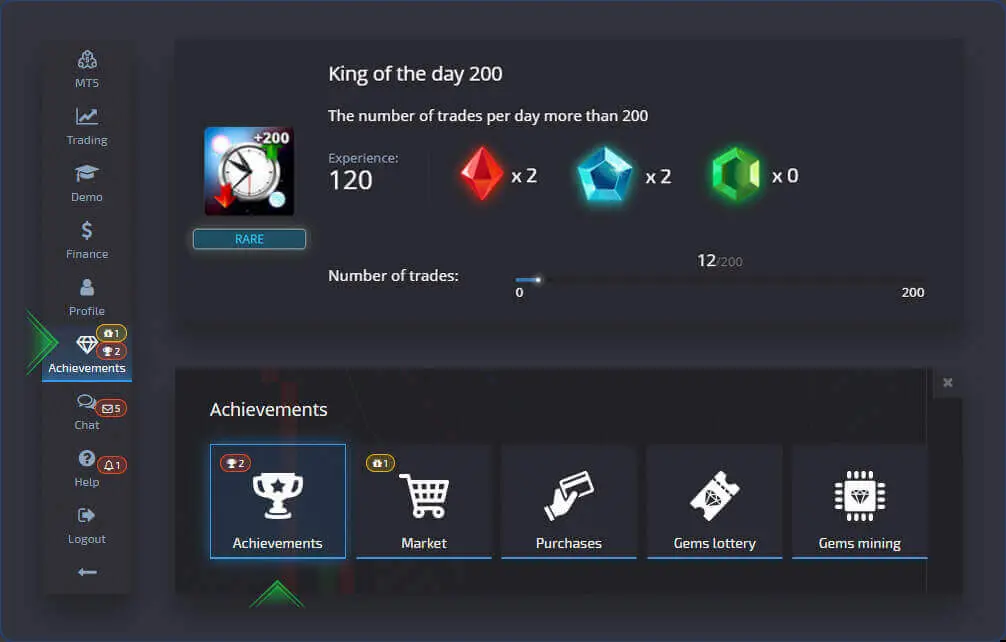 MT5
Trading
Demo
Finance
Profile
1
2
Achievements
5
Chat
1
Help
Logout
King of the day 200
The number of trades per day more than 200
+200
RARE
Experience:
120
x 2
x 2
x 0
Number of trades:
12/200
0
200
Achievements
2
Achievements
1
Market
Purchases
Gems lottery
Gems mining